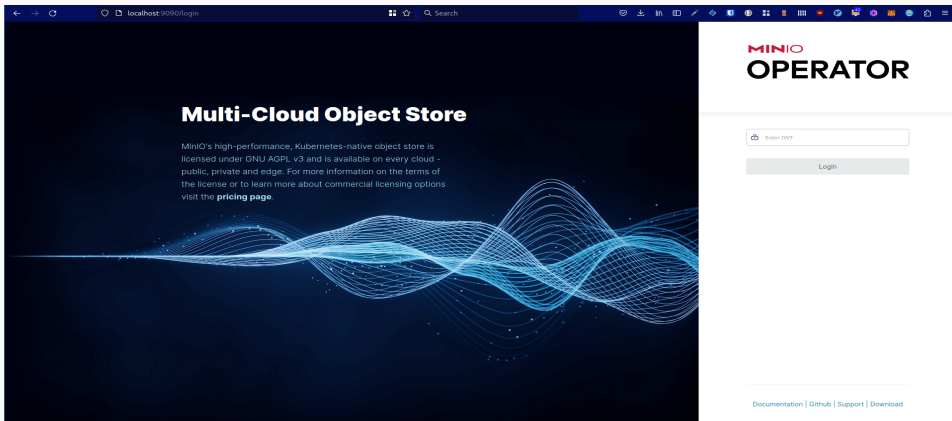 localhost:9090/login
Search
Multi-Cloud Object Store
MinIO's high-performance, Kubernetes-native object store is
licensed under GNU AGPL v3 and is available on every cloud -
public, private and edge. For more information on the terms of
the license or to learn more about commercial licensing options
visit the pricing page.
MINIO
OPERATOR
Enter JWT
Login
Documentation | Github | Support | Download